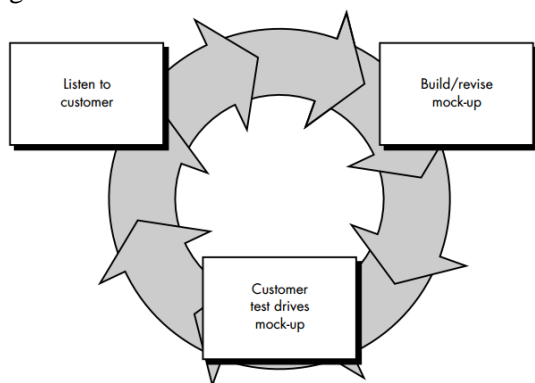 Listen to
customer
Build/revise
mock-up
Customer
test drives
mock-up